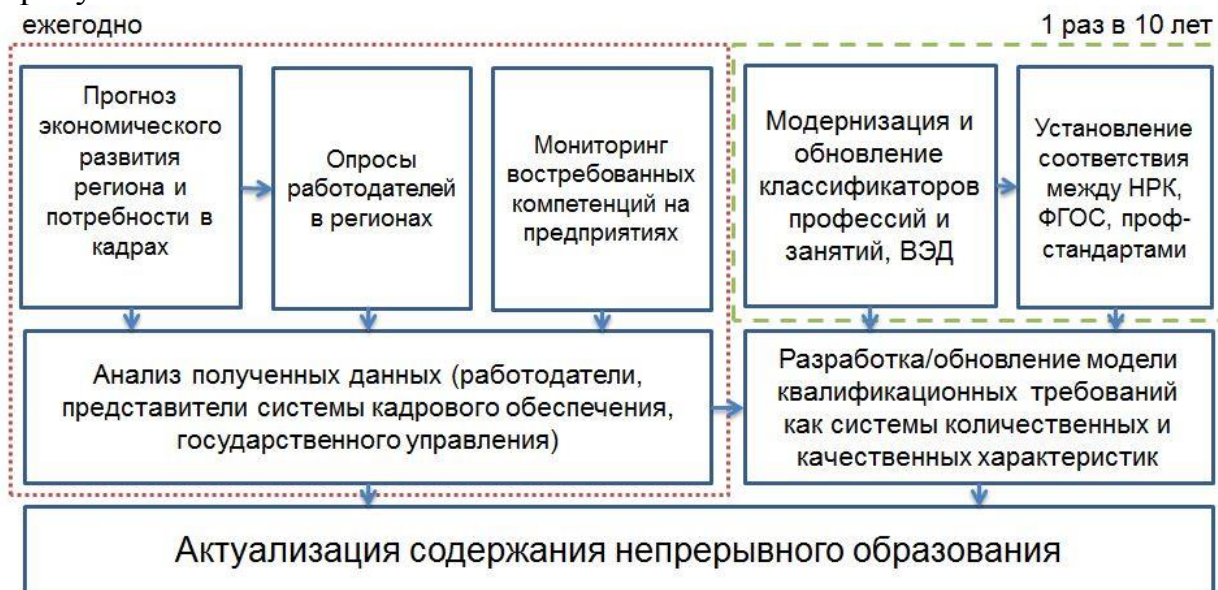 ежегодно
1 раз в 10 лет
Прогноз
экономического
развития
региона и
потребности в
кадрах
Опросы
работодателей
в регионах
Мониторинг
востребованных
компетенций на
предприятиях
Модернизация и
обновление
классификаторов
профессий и
занятий, ВЭД
Установление
соответствия
между НРК,
ФГОС, проф-
стандартами
Анализ полученных данных (работодатели,
представители системы кадрового обеспечения,
государственного управления)
Разработка/обновление модели
квалификационных требований
как системы количественных и
качественных характеристик
Актуализация содержания непрерывного образования